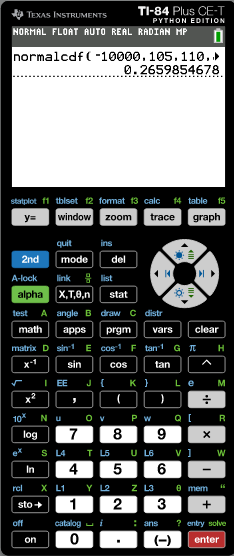 TEXAS INSTRUMENTS TI-84 Plus CE-T
PYTHON EDITION
NORMAL FLOAT AUTO REAL RADIAN MP
normalcdf(-10000,105,110,
0.2659854678
statplot f1 tblset f2 format f3 calc f4 table f5
y= window zoom trace graph
quit ins
2nd mode del
A-lock link list
alpha X,T,θ,n stat
test A angle B draw C distr
math apps prgm vars clear
matrix D sin⁻¹ E cos⁻¹ F tan⁻¹ G π H
x⁻¹ sin cos tan ^
√ I EE J { K } L e M
x² , ( ) ÷
10ˣ N u O v P w Q [ R
log 7 8 9 ×
eˣ S L4 T L5 U L6 V ] W
ln 4 5 6 −
rcl X L1 Y L2 Z L3 θ mem "
sto→ 1 2 3 +
off catalog ⎵ i : ans ? entry solve
on 0 . (−) enter